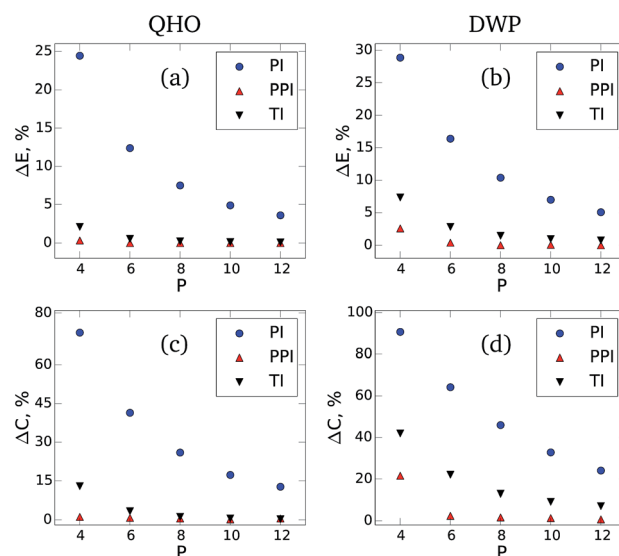 QHO
DWP
25
20
15
10
5
0
ΔE, %
(a)
PI
PPI
TI
4 6 8 10 12
P
30
25
20
15
10
5
0
ΔE, %
(b)
PI
PPI
TI
4 6 8 10 12
P
80
60
45
30
15
0
ΔC, %
(c)
PI
PPI
TI
4 6 8 10 12
P
100
80
60
40
20
0
ΔC, %
(d)
PI
PPI
TI
4 6 8 10 12
P